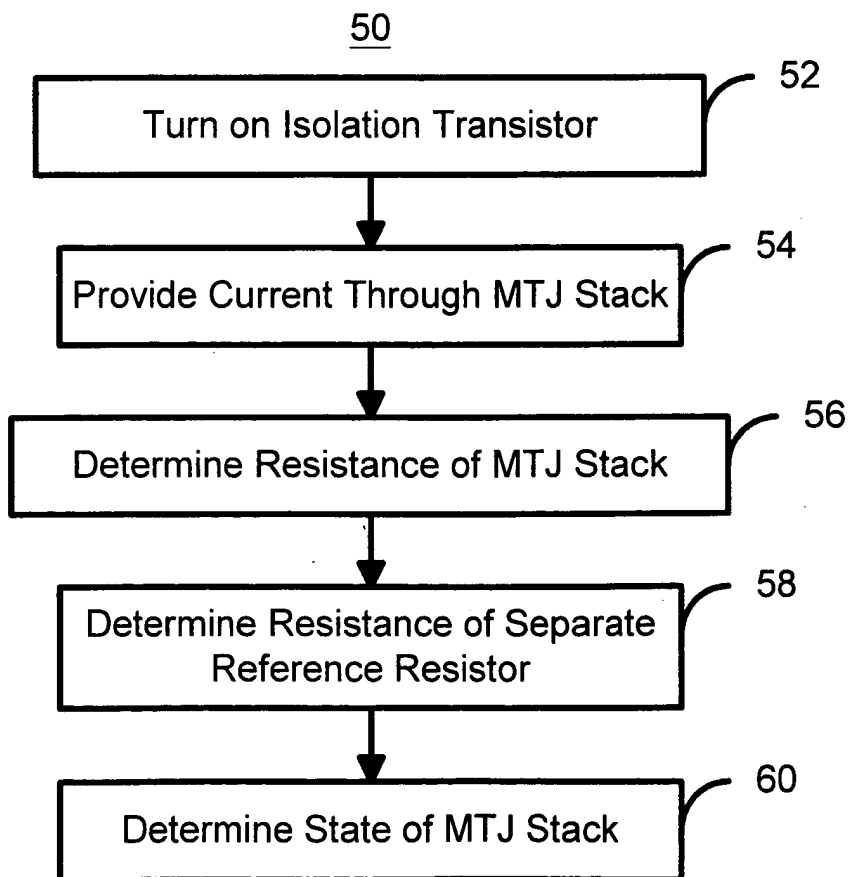 50
52
Turn on Isolation Transistor
54
Provide Current Through MTJ Stack
56
Determine Resistance of MTJ Stack
58
Determine Resistance of Separate
Reference Resistor
60
Determine State of MTJ Stack